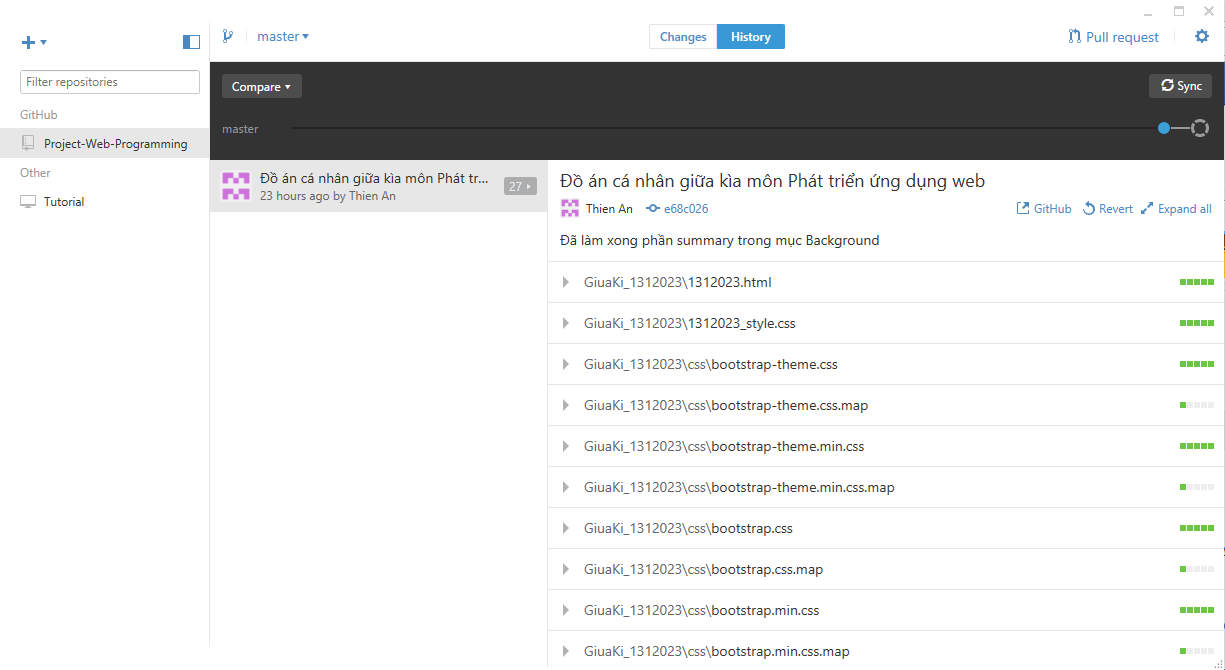 master
Changes
History
Pull request
Filter repositories
Compare
Sync
GitHub
master
Project-Web-Programming
Other
Tutorial
Đồ án cá nhân giữa kìa môn Phát tr...
23 hours ago by Thien An
27
Đồ án cá nhân giữa kìa môn Phát triển ứng dụng web
Thien An
e68c026
GitHub
Revert
Expand all
Đã làm xong phần summary trong mục Background
GiuaKi_1312023\1312023.html
GiuaKi_1312023\1312023_style.css
GiuaKi_1312023\css\bootstrap-theme.css
GiuaKi_1312023\css\bootstrap-theme.css.map
GiuaKi_1312023\css\bootstrap-theme.min.css
GiuaKi_1312023\css\bootstrap-theme.min.css.map
GiuaKi_1312023\css\bootstrap.css
GiuaKi_1312023\css\bootstrap.css.map
GiuaKi_1312023\css\bootstrap.min.css
GiuaKi_1312023\css\bootstrap.min.css.map